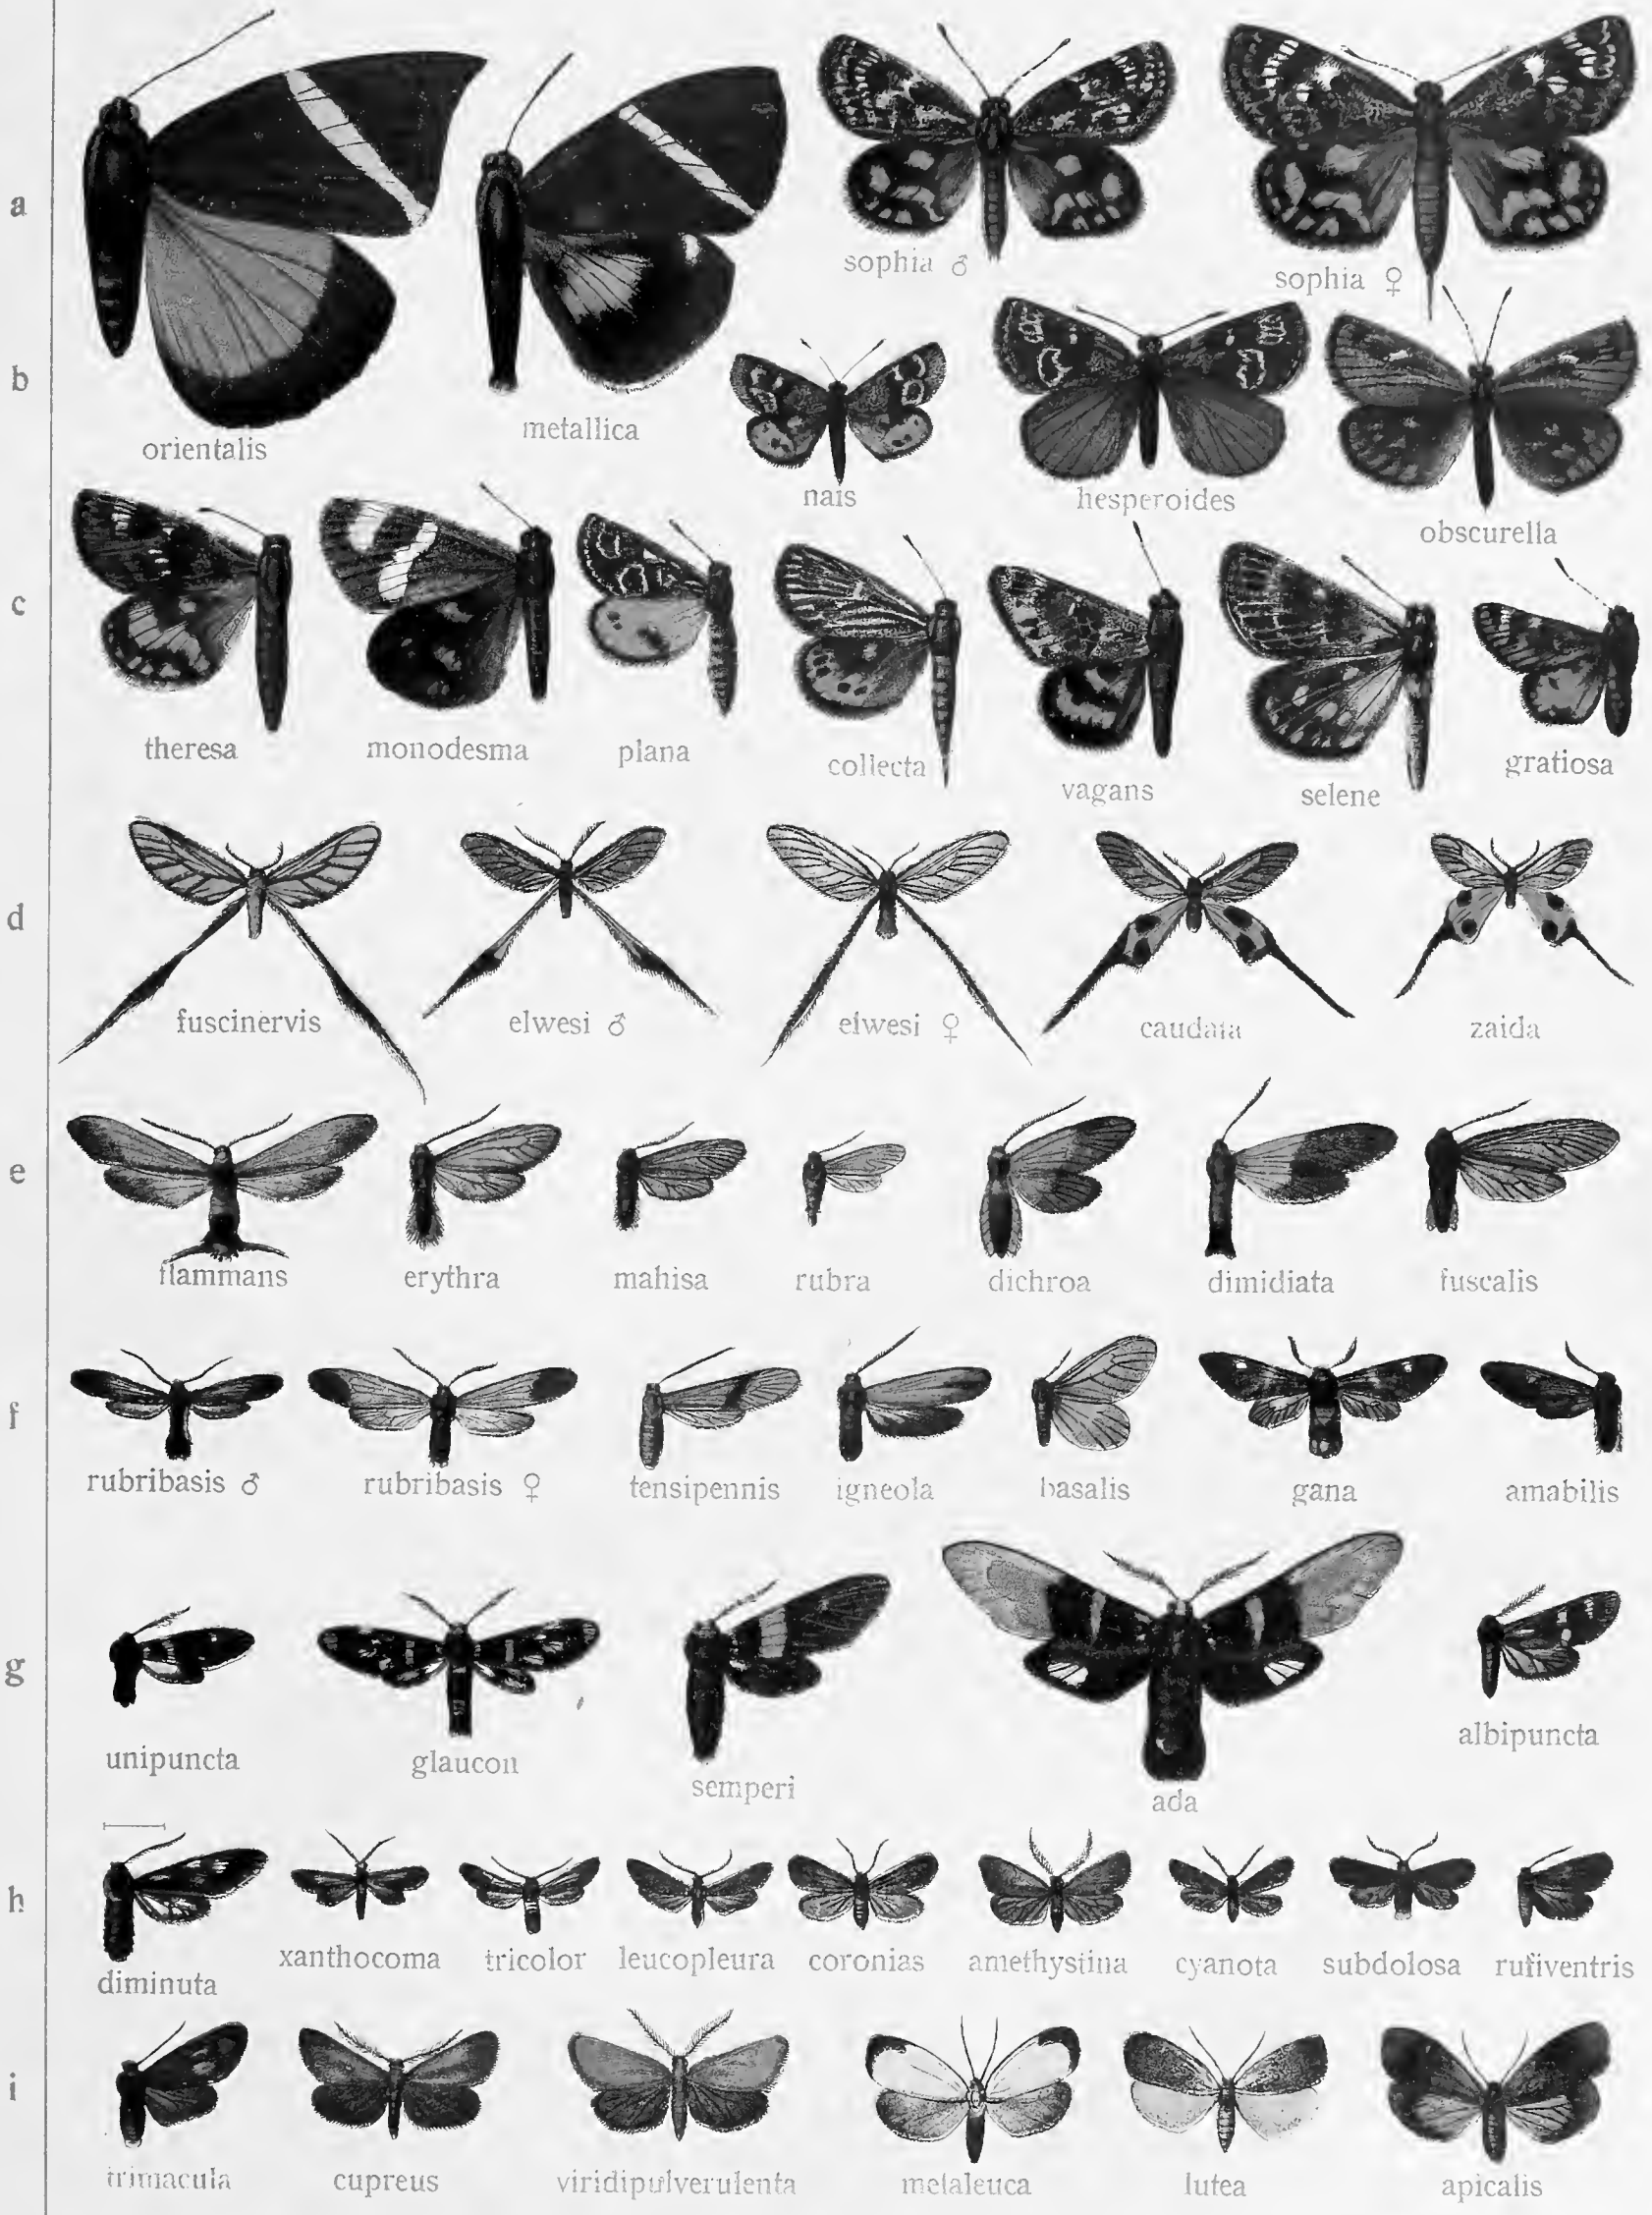 a
sophia ♂
sophia ♀
b
orientalis
metallica
nais
hesperoides
obscurella
c
theresa
monodesma
plana
collecta
vagans
selene
gratiosa
d
fuscinervis
elwesi ♂
elwesi ♀
caudata
zaida
e
flammans
erythra
mahisa
rubra
dichroa
dimidiata
fuscalis
f
rubribasis ♂
rubribasis ♀
tensipennis
igneola
basalis
gana
amabilis
g
unipuncta
glaucon
semperi
ada
albipuncta
h
diminuta
xanthocoma
tricolor
leucopleura
coronias
amethystina
cyanota
subdolosa
rufiventris
i
trimacula
cupreus
viridipulverulenta
metaleuca
lutea
apicalis